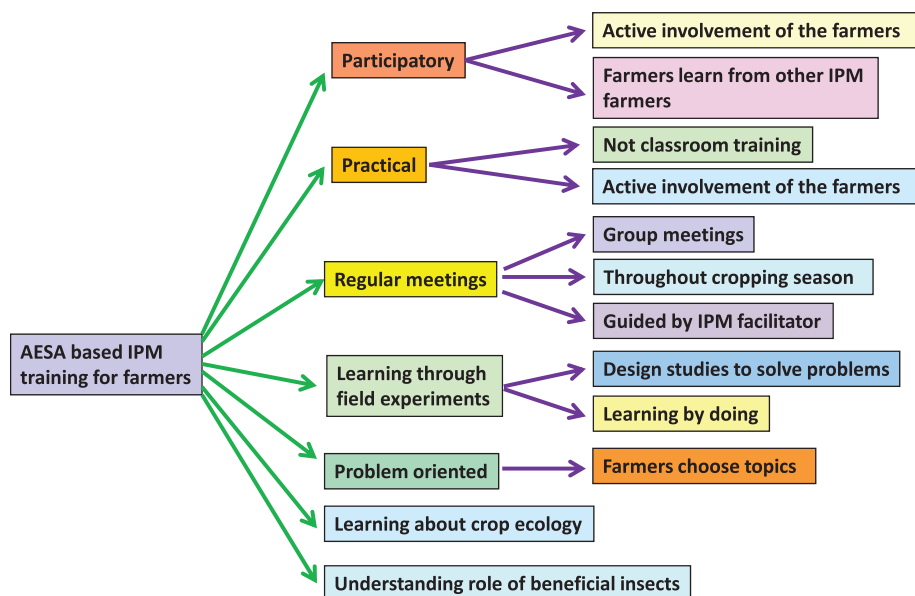 Active involvement of the farmers
Participatory
Farmers learn from other IPM
farmers
Not classroom training
Practical
Active involvement of the farmers
Group meetings
Regular meetings
Throughout cropping season
Guided by IPM facilitator
AESA based IPM
training for farmers
Learning through
field experiments
Design studies to solve problems
Learning by doing
Problem oriented
Farmers choose topics
Learning about crop ecology
Understanding role of beneficial insects